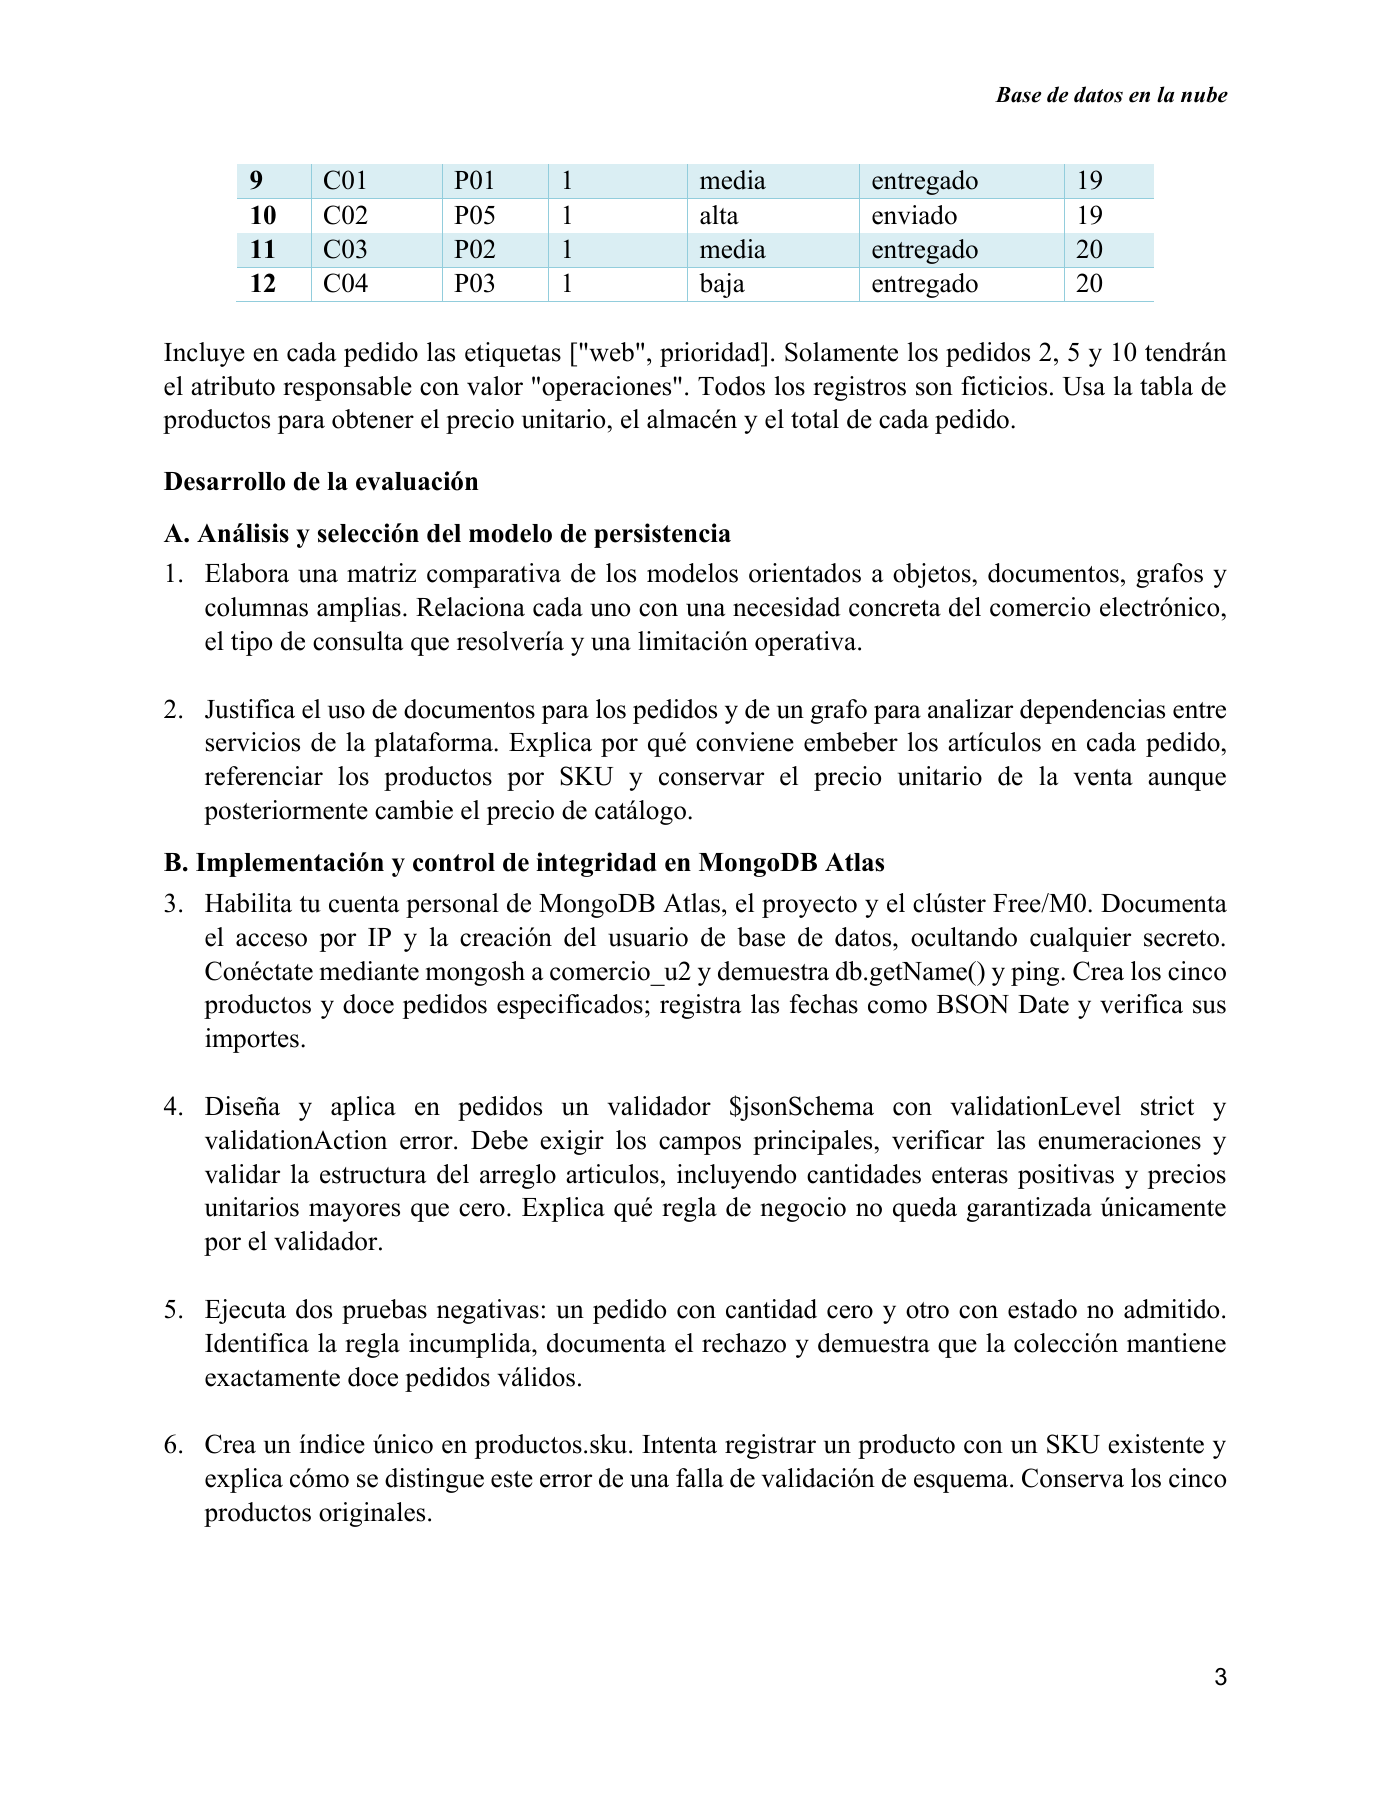 Base de datos en la nube
9 C01 P01 1 media entregado 19
10 C02 P05 1 alta enviado 19
11 C03 P02 1 media entregado 20
12 C04 P03 1 baja entregado 20
Incluye en cada pedido las etiquetas ["web", prioridad]. Solamente los pedidos 2, 5 y 10 tendrán
el atributo responsable con valor "operaciones". Todos los registros son ficticios. Usa la tabla de
productos para obtener el precio unitario, el almacén y el total de cada pedido.
Desarrollo de la evaluación
A. Análisis y selección del modelo de persistencia
1. Elabora una matriz comparativa de los modelos orientados a objetos, documentos, grafos y
columnas amplias. Relaciona cada uno con una necesidad concreta del comercio electrónico,
el tipo de consulta que resolvería y una limitación operativa.
2. Justifica el uso de documentos para los pedidos y de un grafo para analizar dependencias entre
servicios de la plataforma. Explica por qué conviene embeber los artículos en cada pedido,
referenciar los productos por SKU y conservar el precio unitario de la venta aunque
posteriormente cambie el precio de catálogo.
B. Implementación y control de integridad en MongoDB Atlas
3. Habilita tu cuenta personal de MongoDB Atlas, el proyecto y el clúster Free/M0. Documenta
el acceso por IP y la creación del usuario de base de datos, ocultando cualquier secreto.
Conéctate mediante mongosh a comercio_u2 y demuestra db.getName() y ping. Crea los cinco
productos y doce pedidos especificados; registra las fechas como BSON Date y verifica sus
importes.
4. Diseña y aplica en pedidos un validador $jsonSchema con validationLevel strict y
validationAction error. Debe exigir los campos principales, verificar las enumeraciones y
validar la estructura del arreglo articulos, incluyendo cantidades enteras positivas y precios
unitarios mayores que cero. Explica qué regla de negocio no queda garantizada únicamente
por el validador.
5. Ejecuta dos pruebas negativas: un pedido con cantidad cero y otro con estado no admitido.
Identifica la regla incumplida, documenta el rechazo y demuestra que la colección mantiene
exactamente doce pedidos válidos.
6. Crea un índice único en productos.sku. Intenta registrar un producto con un SKU existente y
explica cómo se distingue este error de una falla de validación de esquema. Conserva los cinco
productos originales.
3